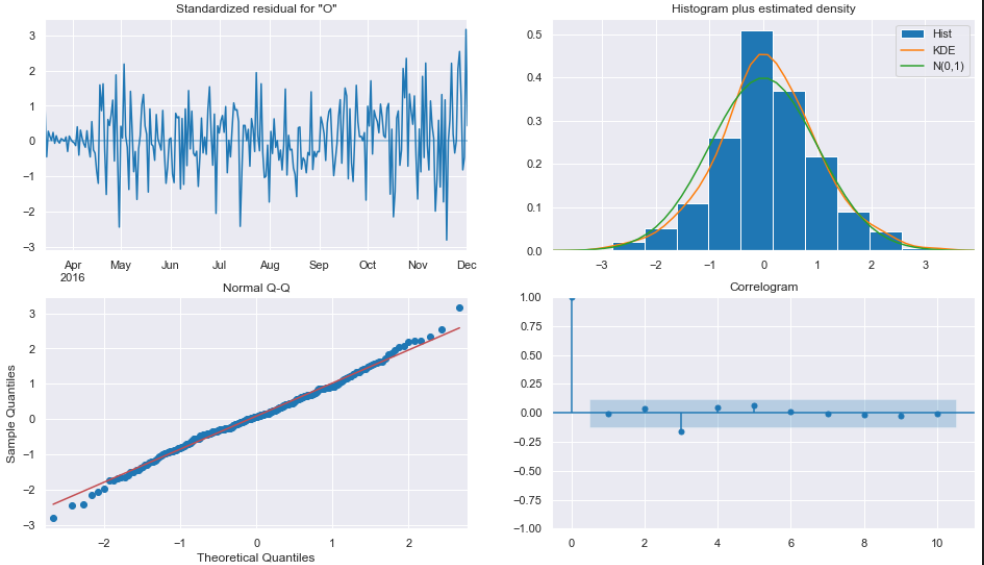 Standardized residual for "O"
3
2
1
0
−1
−2
−3
Apr
2016
May
Jun
Jul
Aug
Sep
Oct
Nov
Dec
Histogram plus estimated density
Hist
KDE
N(0,1)
0.5
0.4
0.3
0.2
0.1
0.0
−3
−2
−1
0
1
2
3
Normal Q-Q
Sample Quantiles
3
2
1
0
−1
−2
−3
−2
−1
0
1
2
Theoretical Quantiles
Correlogram
1.00
0.75
0.50
0.25
0.00
−0.25
−0.50
−0.75
−1.00
0
2
4
6
8
10